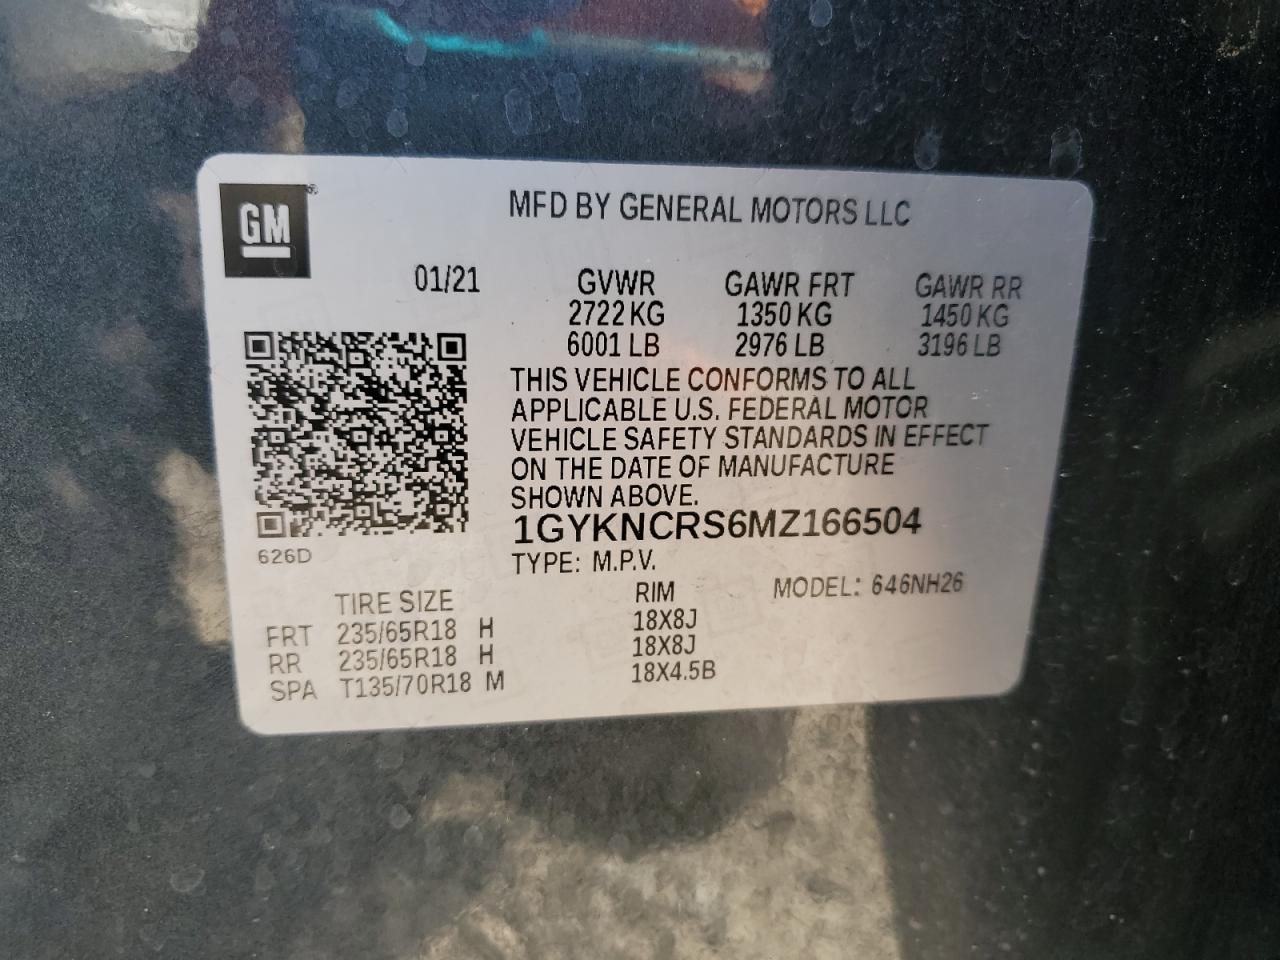 GM
MFD BY GENERAL MOTORS LLC
01/21 GVWR GAWR FRT GAWR RR
2722 KG 1350 KG 1450 KG
6001 LB 2976 LB 3196 LB
THIS VEHICLE CONFORMS TO ALL
APPLICABLE U.S. FEDERAL MOTOR
VEHICLE SAFETY STANDARDS IN EFFECT
ON THE DATE OF MANUFACTURE
SHOWN ABOVE.
1GYKNCRS6MZ166504
626D
TYPE: M.P.V.
TIRE SIZE RIM MODEL: 646NH26
FRT 235/65R18 H 18X8J
RR 235/65R18 H 18X8J
SPA T135/70R18 M 18X4.5B